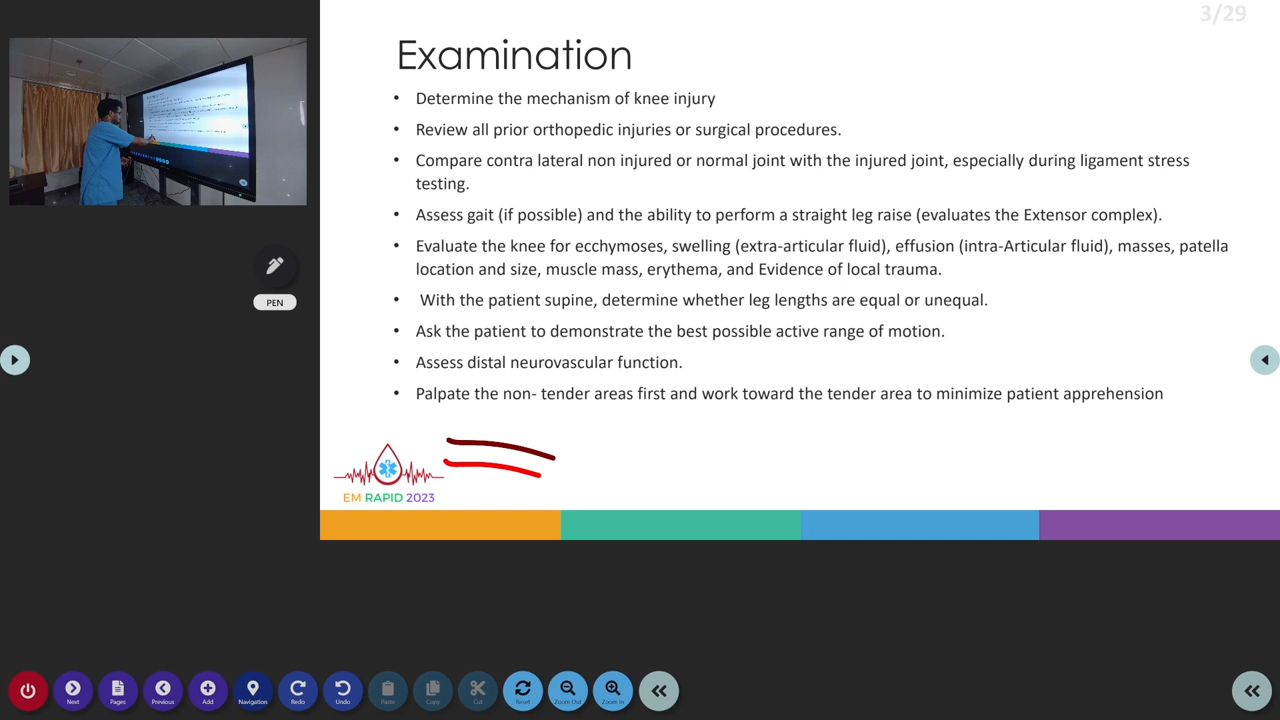 3/29
Examination
• Determine the mechanism of knee injury
• Review all prior orthopedic injuries or surgical procedures.
• Compare contra lateral non injured or normal joint with the injured joint, especially during ligament stress
testing.
• Assess gait (if possible) and the ability to perform a straight leg raise (evaluates the Extensor complex).
• Evaluate the knee for ecchymoses, swelling (extra-articular fluid), effusion (intra-Articular fluid), masses, patella
location and size, muscle mass, erythema, and Evidence of local trauma.
• With the patient supine, determine whether leg lengths are equal or unequal.
• Ask the patient to demonstrate the best possible active range of motion.
• Assess distal neurovascular function.
• Palpate the non- tender areas first and work toward the tender area to minimize patient apprehension
PEN
EM RAPID 2023
Next Pages Previous Add Navigation Redo Undo Paste Copy Cut Reset Zoom Out Zoom In